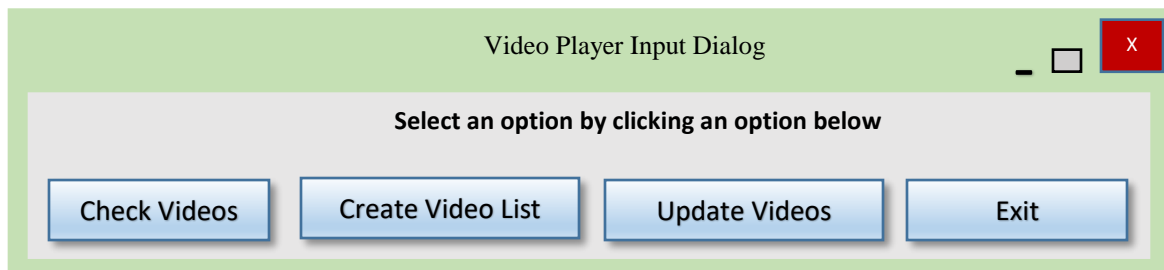 Video Player Input Dialog
X
Select an option by clicking an option below
Check Videos Create Video List Update Videos Exit